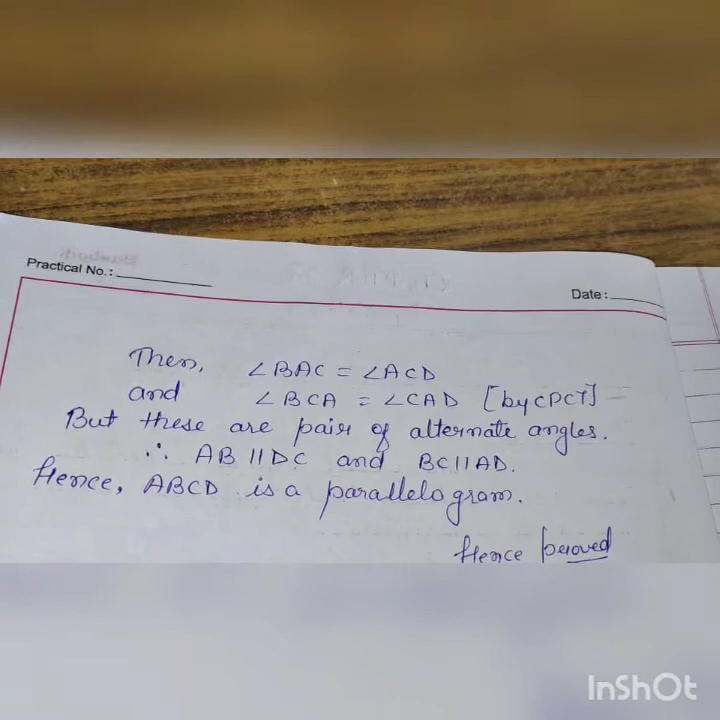 Practical No.:
Date:
Then, ∠BAC = ∠ACD
and ∠BCA = ∠CAD [by CPCT]
But these are pair of alternate angles.
∴ AB || DC and BC || AD.
Hence, ABCD is a parallelogram.
Hence proved
InShOt